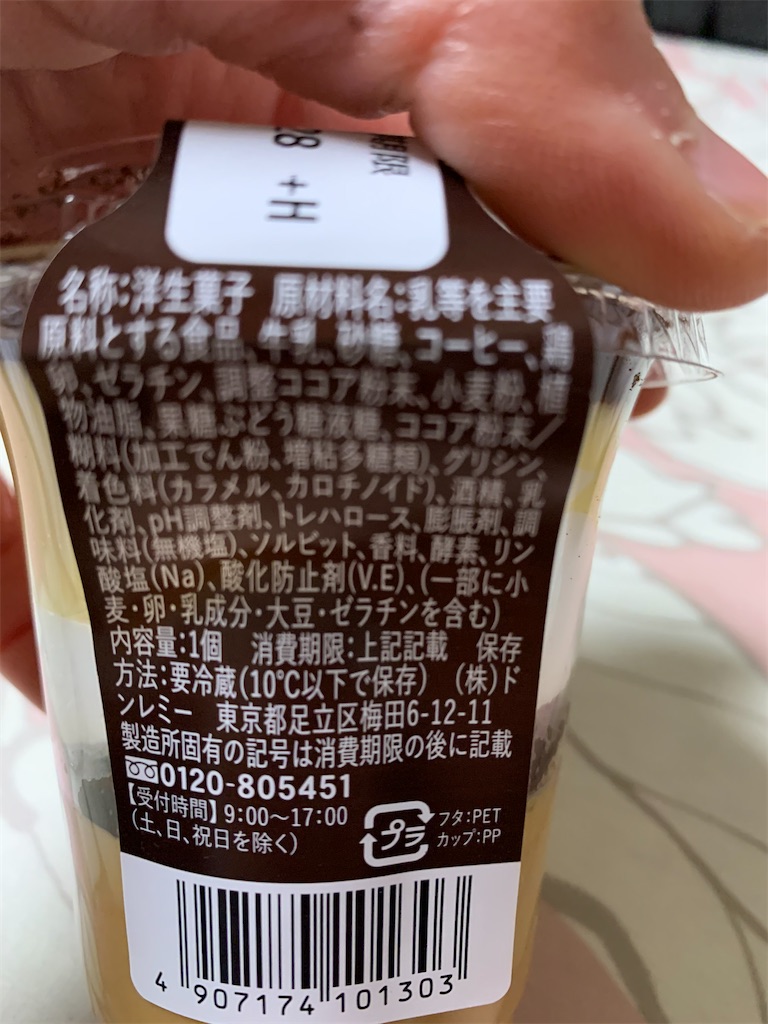 28 +H
名称:洋生菓子 原材料名:乳等を主要
原料とする食品、牛乳、砂糖、コーヒー、鶏
卵、ゼラチン、調整ココア粉末、小麦粉、植
物油脂、果糖ぶどう糖液糖、ココア粉末/
糊料(加工でん粉、増粘多糖類)、グリシン、
着色料(カラメル、カロチノイド)、酒精、乳
化剤、pH調整剤、トレハロース、膨脹剤、調
味料(無機塩)、ソルビット、香料、酵素、リン
酸塩(Na)、酸化防止剤(V.E)、(一部に小
麦・卵・乳成分・大豆・ゼラチンを含む)
内容量:1個 消費期限:上記記載 保存
方法:要冷蔵(10℃以下で保存) (株)ド
ンレミー 東京都足立区梅田6-12-11
製造所固有の記号は消費期限の後に記載
0120-805451
【受付時間】9:00〜17:00
(土、日、祝日を除く)
プラ
フタ:PET
カップ:PP
4 907174 101303